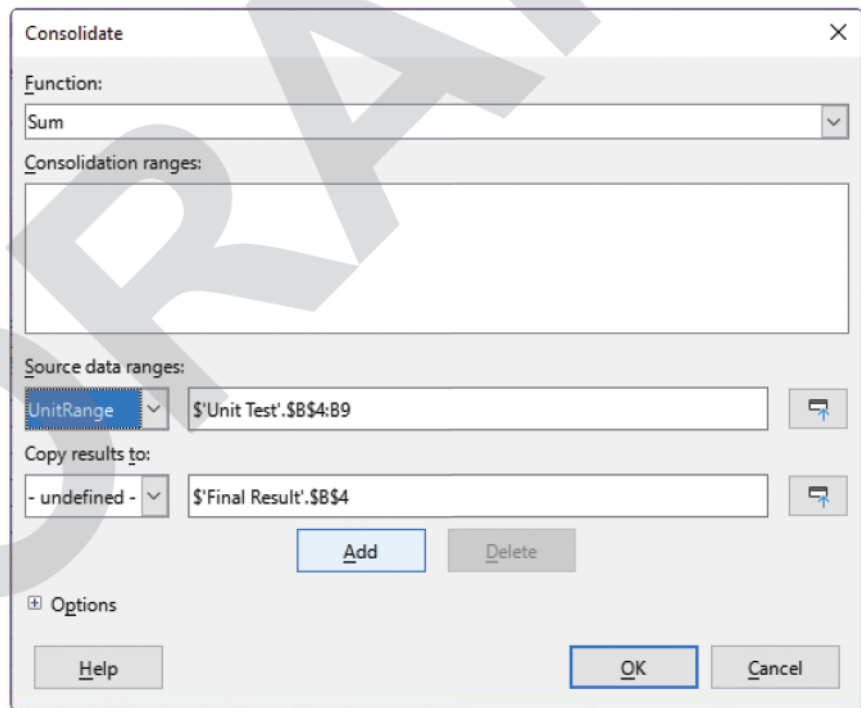 Consolidate
Function:
Sum
Consolidation ranges:
Source data ranges:
UnitRange $'Unit Test'.$B$4:B9
Copy results to:
- undefined - $'Final Result'.$B$4
Add Delete
Options
Help OK Cancel